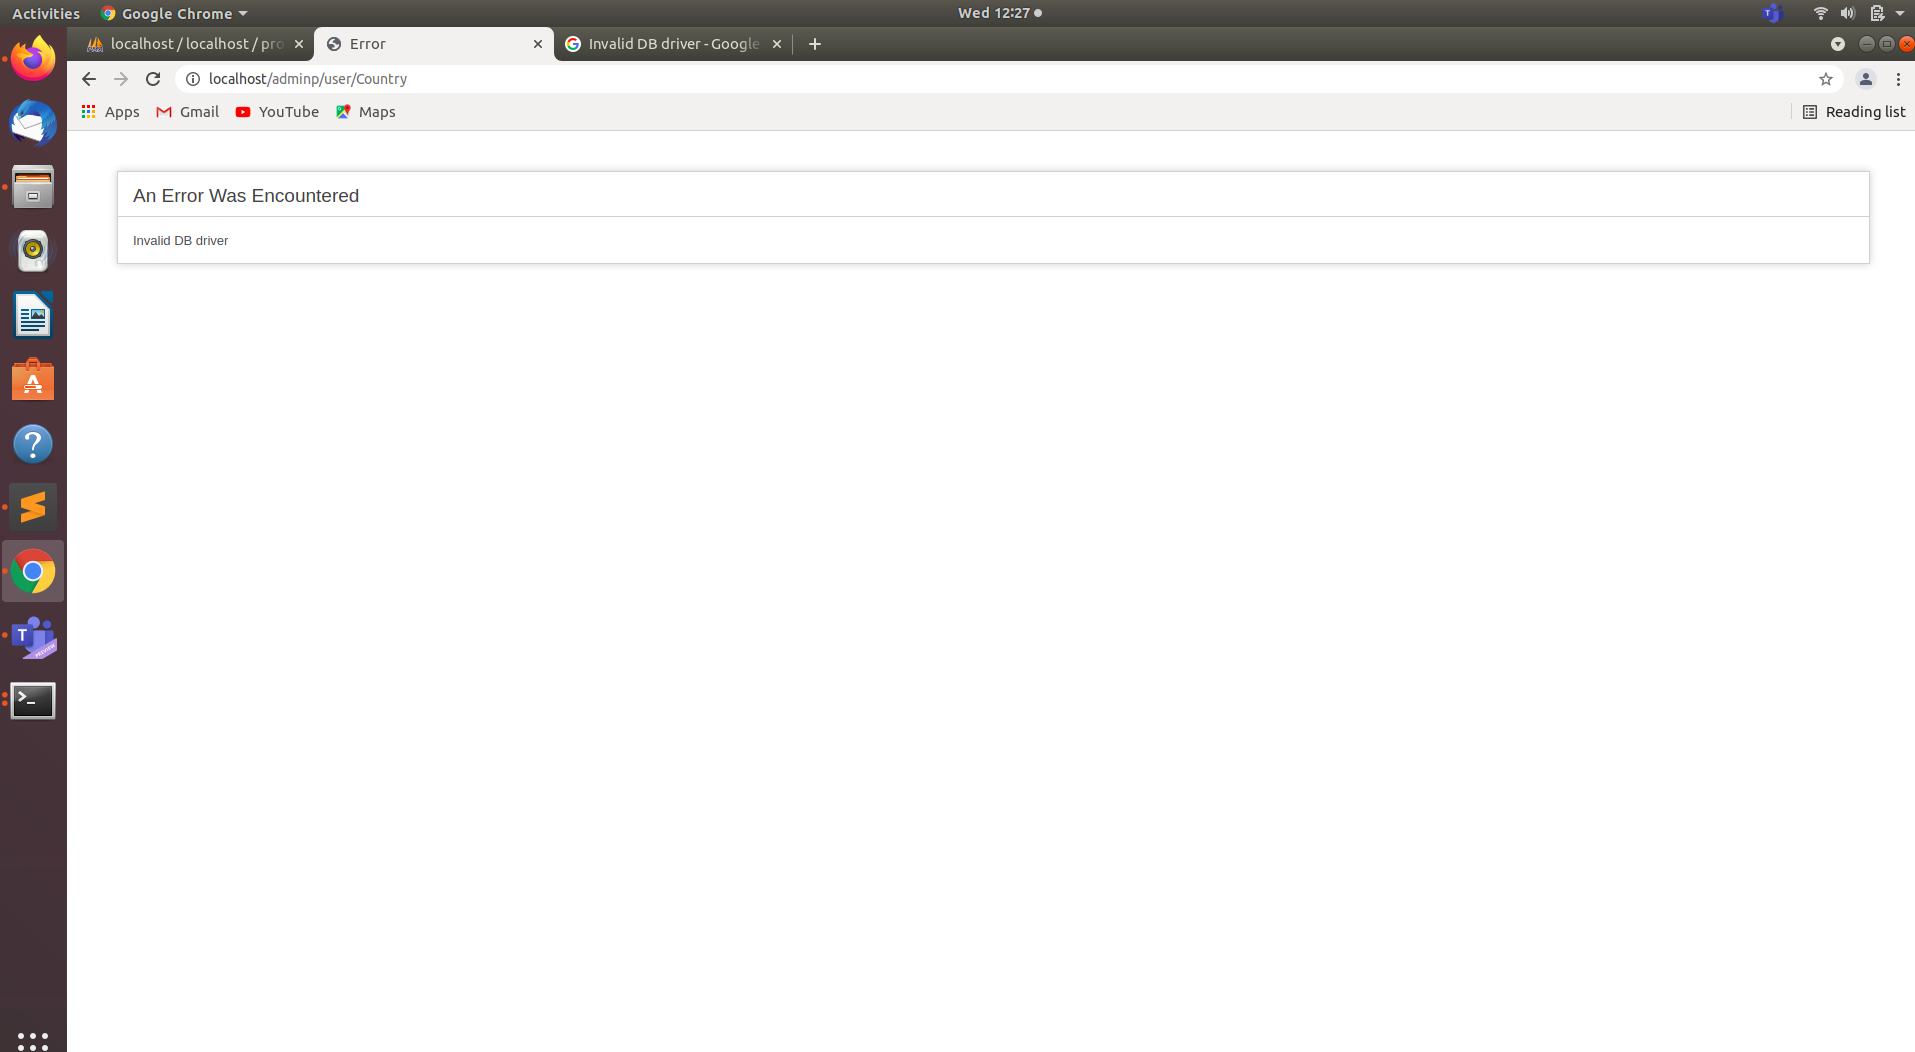 Activities
Google Chrome
Wed 12:27
localhost / localhost / pro
Error
Invalid DB driver - Google
localhost/adminp/user/Country
Apps
Gmail
YouTube
Maps
Reading list
An Error Was Encountered
Invalid DB driver